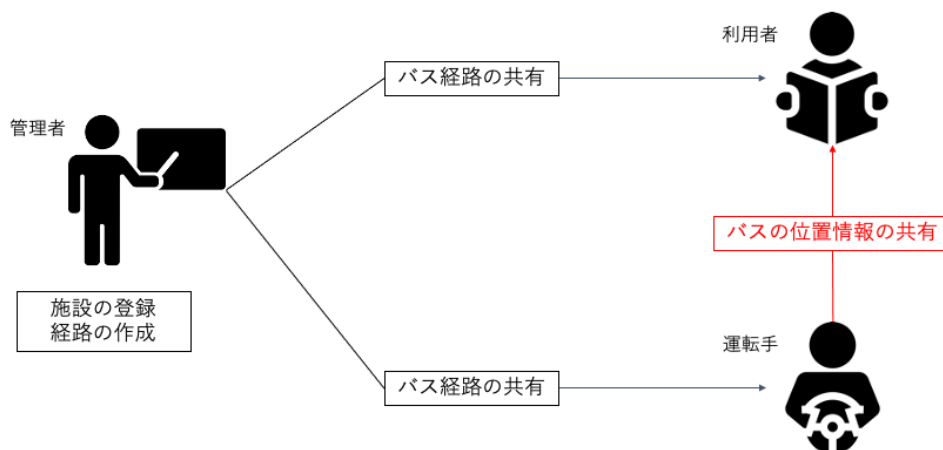 利用者
バス経路の共有
管理者
バスの位置情報の共有
施設の登録
経路の作成
運転手
バス経路の共有